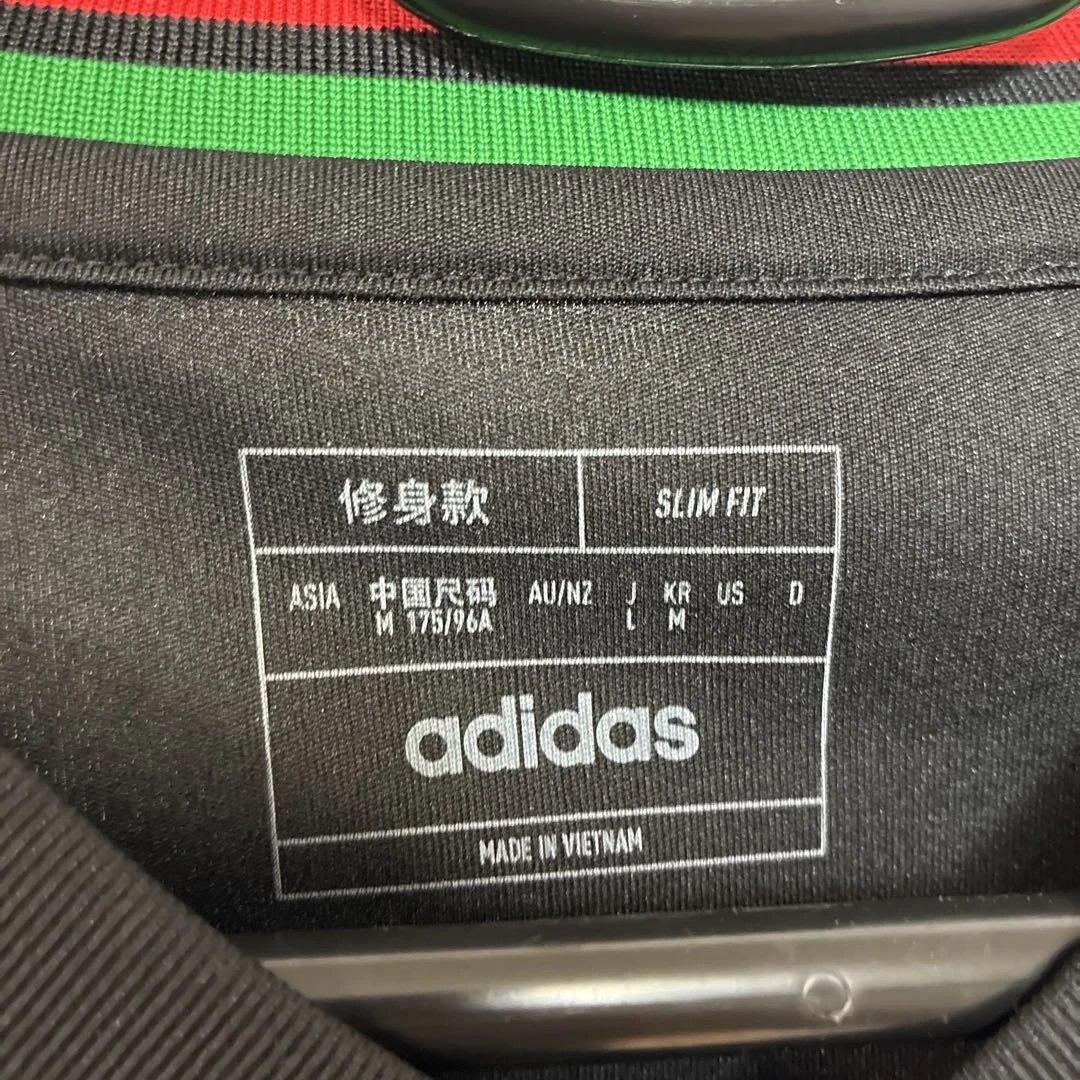 修身款 SLIM FIT
ASIA 中国尺码 AU/NZ J KR US D
M 175/96A L M
adidas
MADE IN VIETNAM